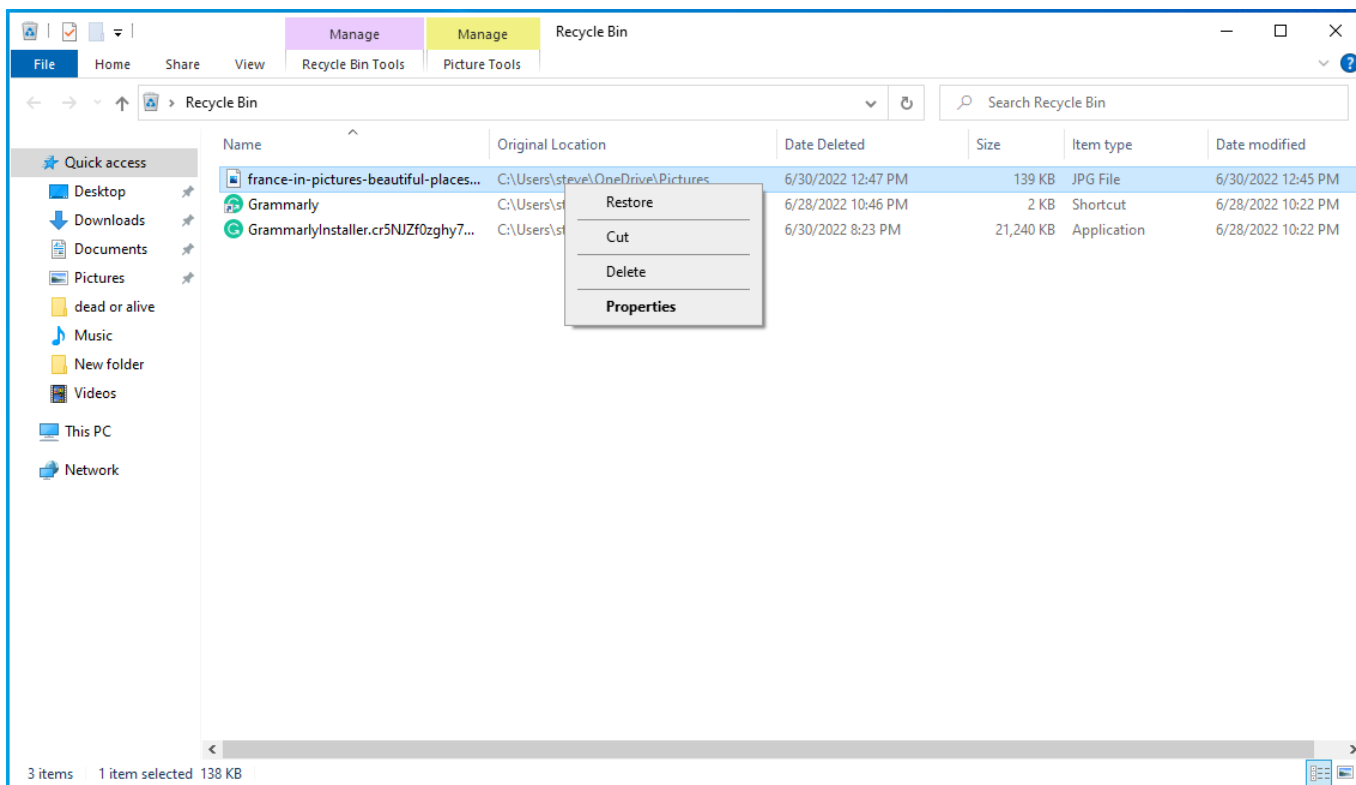 Manage Manage Recycle Bin
File Home Share View Recycle Bin Tools Picture Tools
Recycle Bin Search Recycle Bin
Name Original Location Date Deleted Size Item type Date modified
Quick access
Desktop
Downloads
Documents
Pictures
dead or alive
Music
New folder
Videos
This PC
Network
france-in-pictures-beautiful-places... C:\Users\steve\OneDrive\Pictures 6/30/2022 12:47 PM 139 KB JPG File 6/30/2022 12:45 PM
Grammarly C:\Users\st 6/28/2022 10:46 PM 2 KB Shortcut 6/28/2022 10:22 PM
GrammarlyInstaller.cr5NJZf0zghy7... C:\Users\st 6/30/2022 8:23 PM 21,240 KB Application 6/28/2022 10:22 PM
Restore
Cut
Delete
Properties
3 items 1 item selected 138 KB